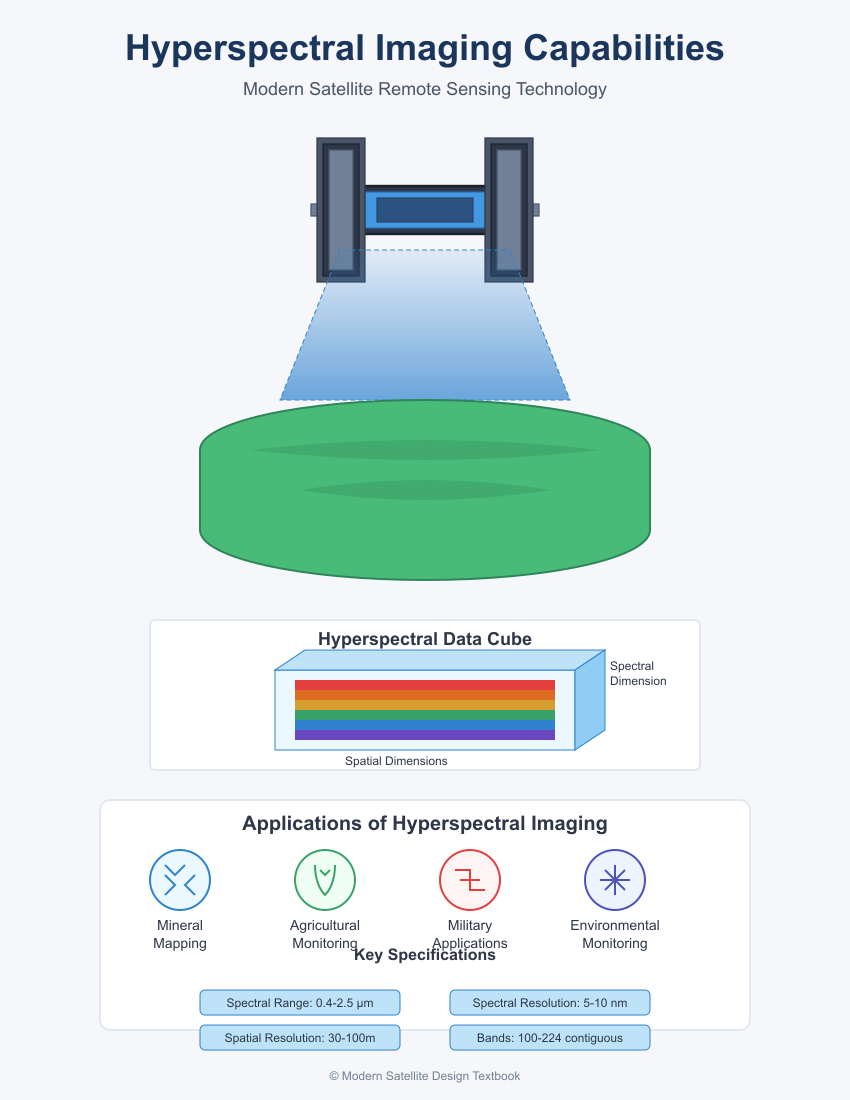 Hyperspectral Imaging Capabilities
Modern Satellite Remote Sensing Technology
Hyperspectral Data Cube
Spectral
Dimension
Spatial Dimensions
Applications of Hyperspectral Imaging
Mineral
Mapping
Agricultural
Monitoring
Military
Applications
Environmental
Monitoring
Key Specifications
Spectral Range: 0.4-2.5 μm
Spectral Resolution: 5-10 nm
Spatial Resolution: 30-100m
Bands: 100-224 contiguous
© Modern Satellite Design Textbook